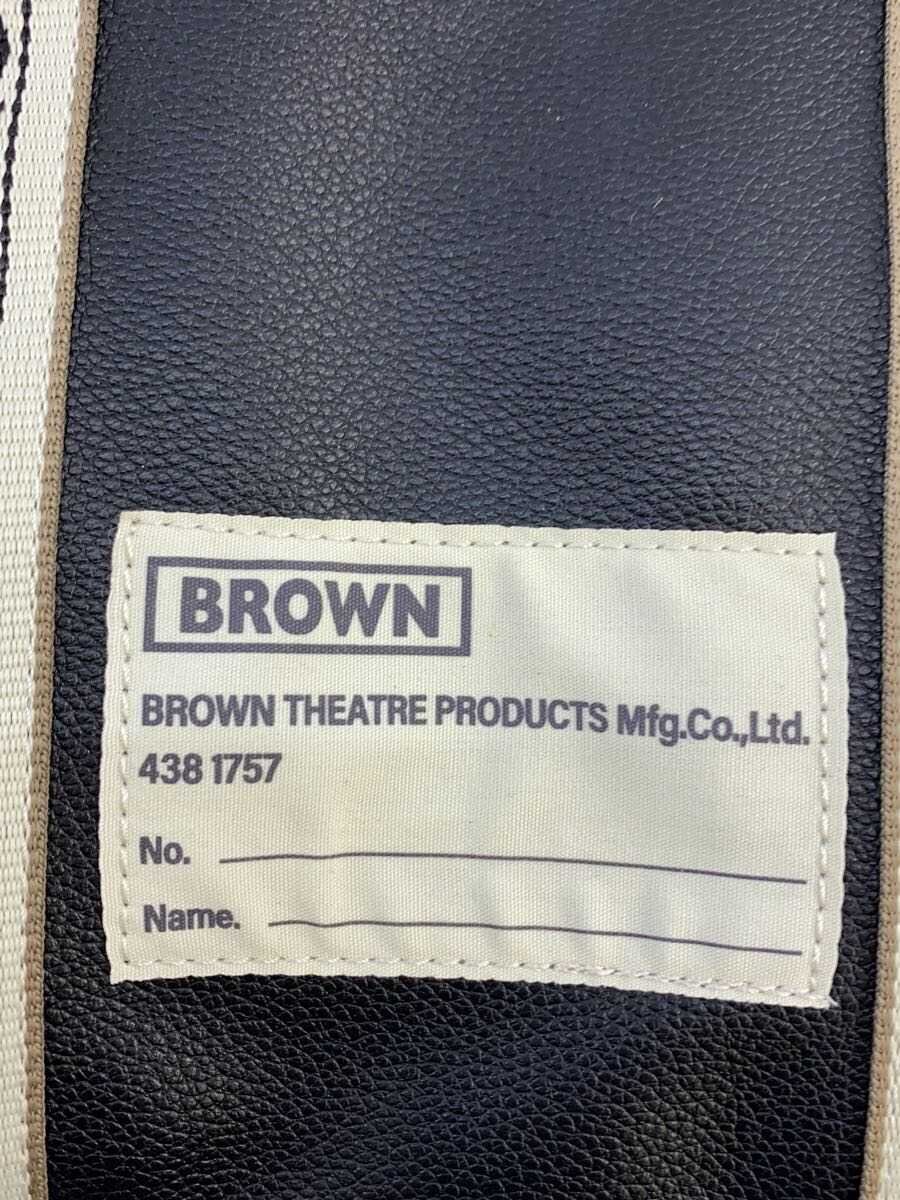 BROWN
BROWN THEATRE PRODUCTS Mfg.Co.,Ltd.
438 1757
No.
Name.